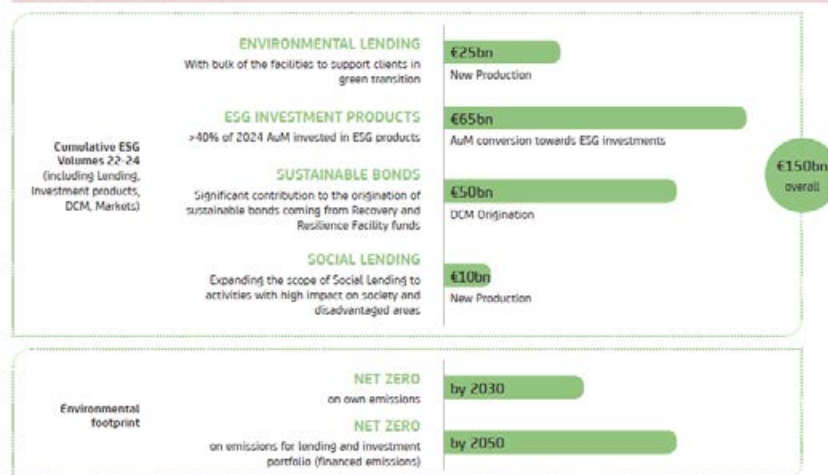 ENVIRONMENTAL LENDING
With bulk of the facilities to support clients in
green transition
€25bn
New Production
ESG INVESTMENT PRODUCTS
>40% of 2024 AuM invested in ESG products
€65bn
AuM conversion towards ESG investments
Cumulative ESG
Volumes 22-24
(including Lending,
Investment products,
DCM, Markets)
SUSTAINABLE BONDS
Significant contribution to the origination of
sustainable bonds coming from Recovery and
Resilience Facility funds
€50bn
DCM Origination
€150bn
overall
SOCIAL LENDING
Expanding the scope of Social Lending to
activities with high impact on society and
disadvantaged areas
€10bn
New Production
Environmental
footprint
NET ZERO
on own emissions
by 2030
NET ZERO
on emissions for lending and investment
portfolio (financed emissions)
by 2050